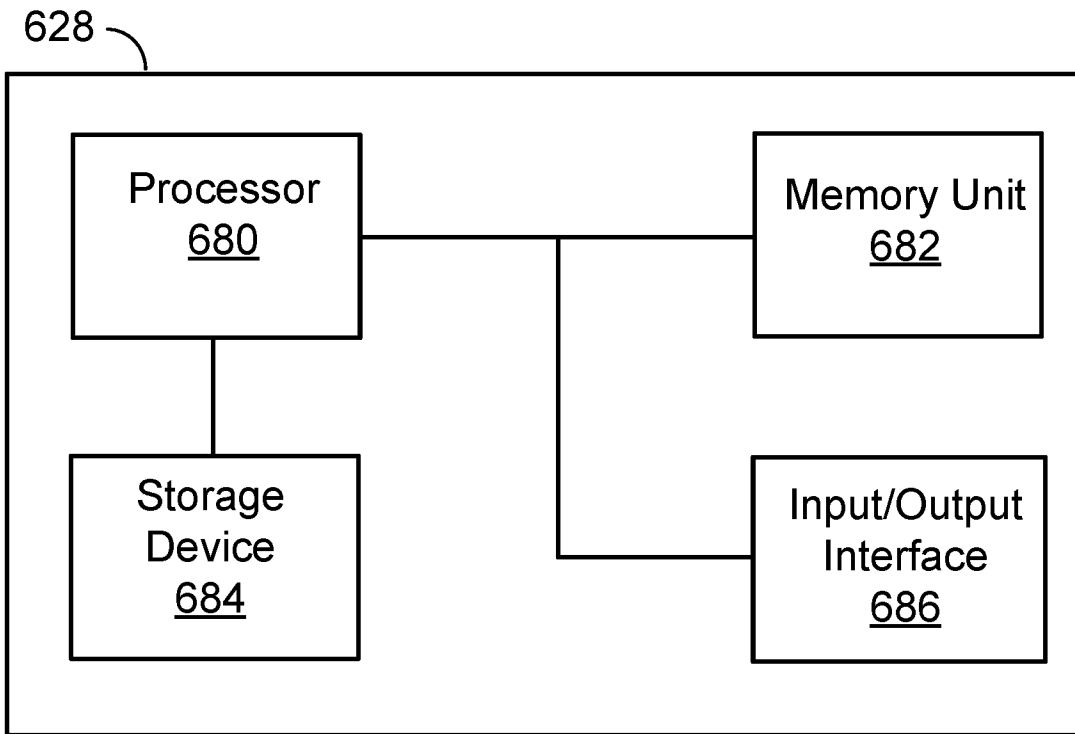 628
Processor
680
Memory Unit
682
Storage
Device
684
Input/Output
Interface
686